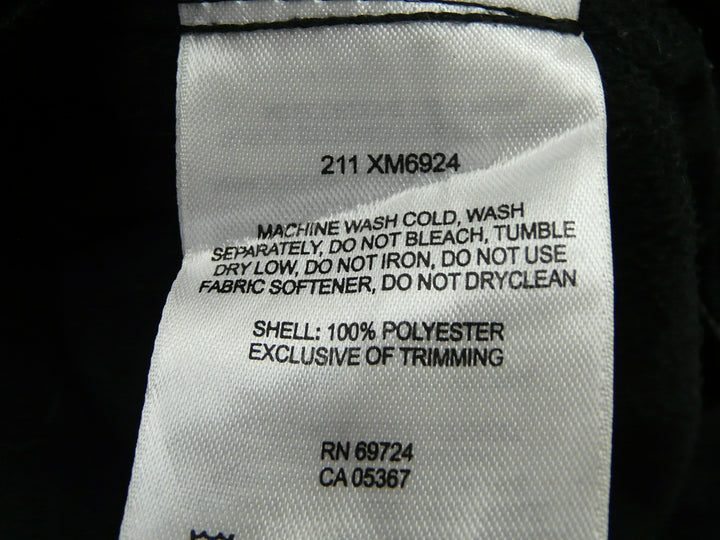 211 XM6924
MACHINE WASH COLD, WASH
SEPARATELY, DO NOT BLEACH, TUMBLE
DRY LOW, DO NOT IRON, DO NOT USE
FABRIC SOFTENER, DO NOT DRYCLEAN
SHELL: 100% POLYESTER
EXCLUSIVE OF TRIMMING
RN 69724
CA 05367